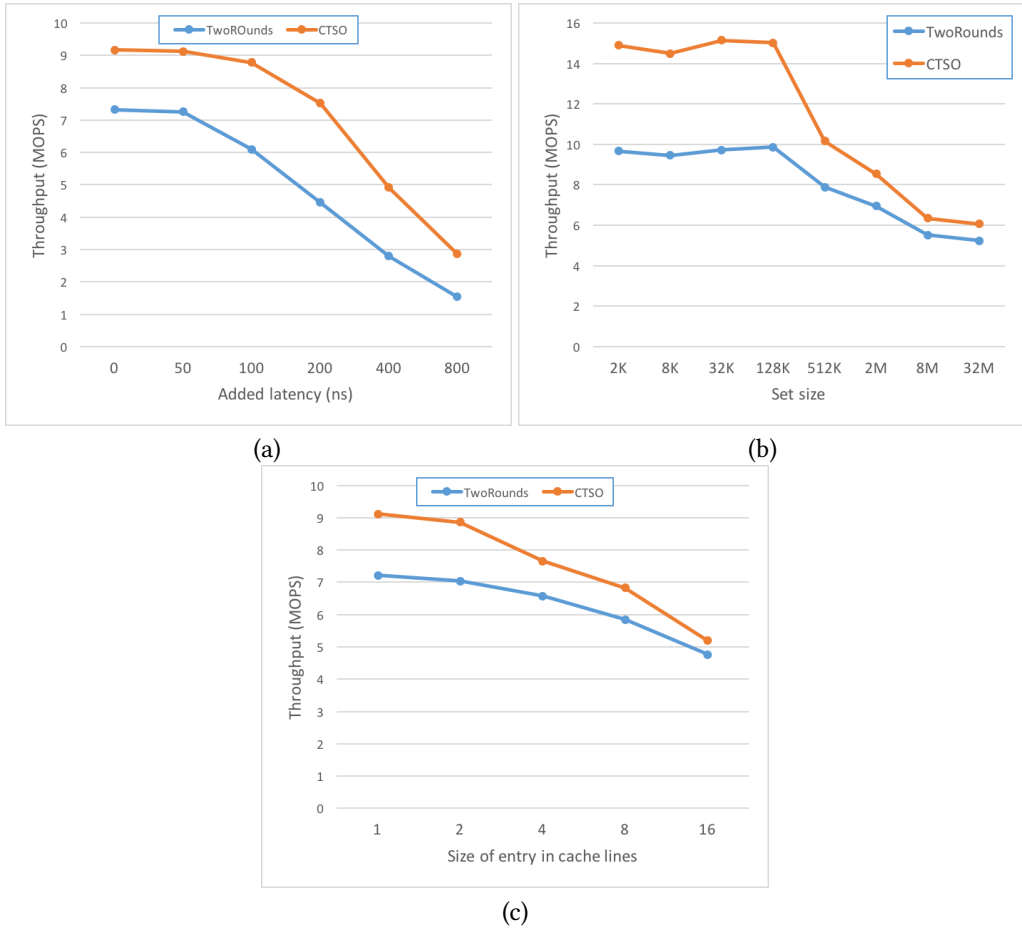 TwoROunds CTSO
10
9
8
7
6
5
4
3
2
1
0
Throughput (MOPS)
0 50 100 200 400 800
Added latency (ns)
(a)
TwoRounds
CTSO
16
14
12
10
8
6
4
2
0
Throughput (MOPS)
2K 8K 32K 128K 512K 2M 8M 32M
Set size
(b)
TwoRounds CTSO
10
9
8
7
6
5
4
3
2
1
0
Throughput (MOPS)
1 2 4 8 16
Size of entry in cache lines
(c)